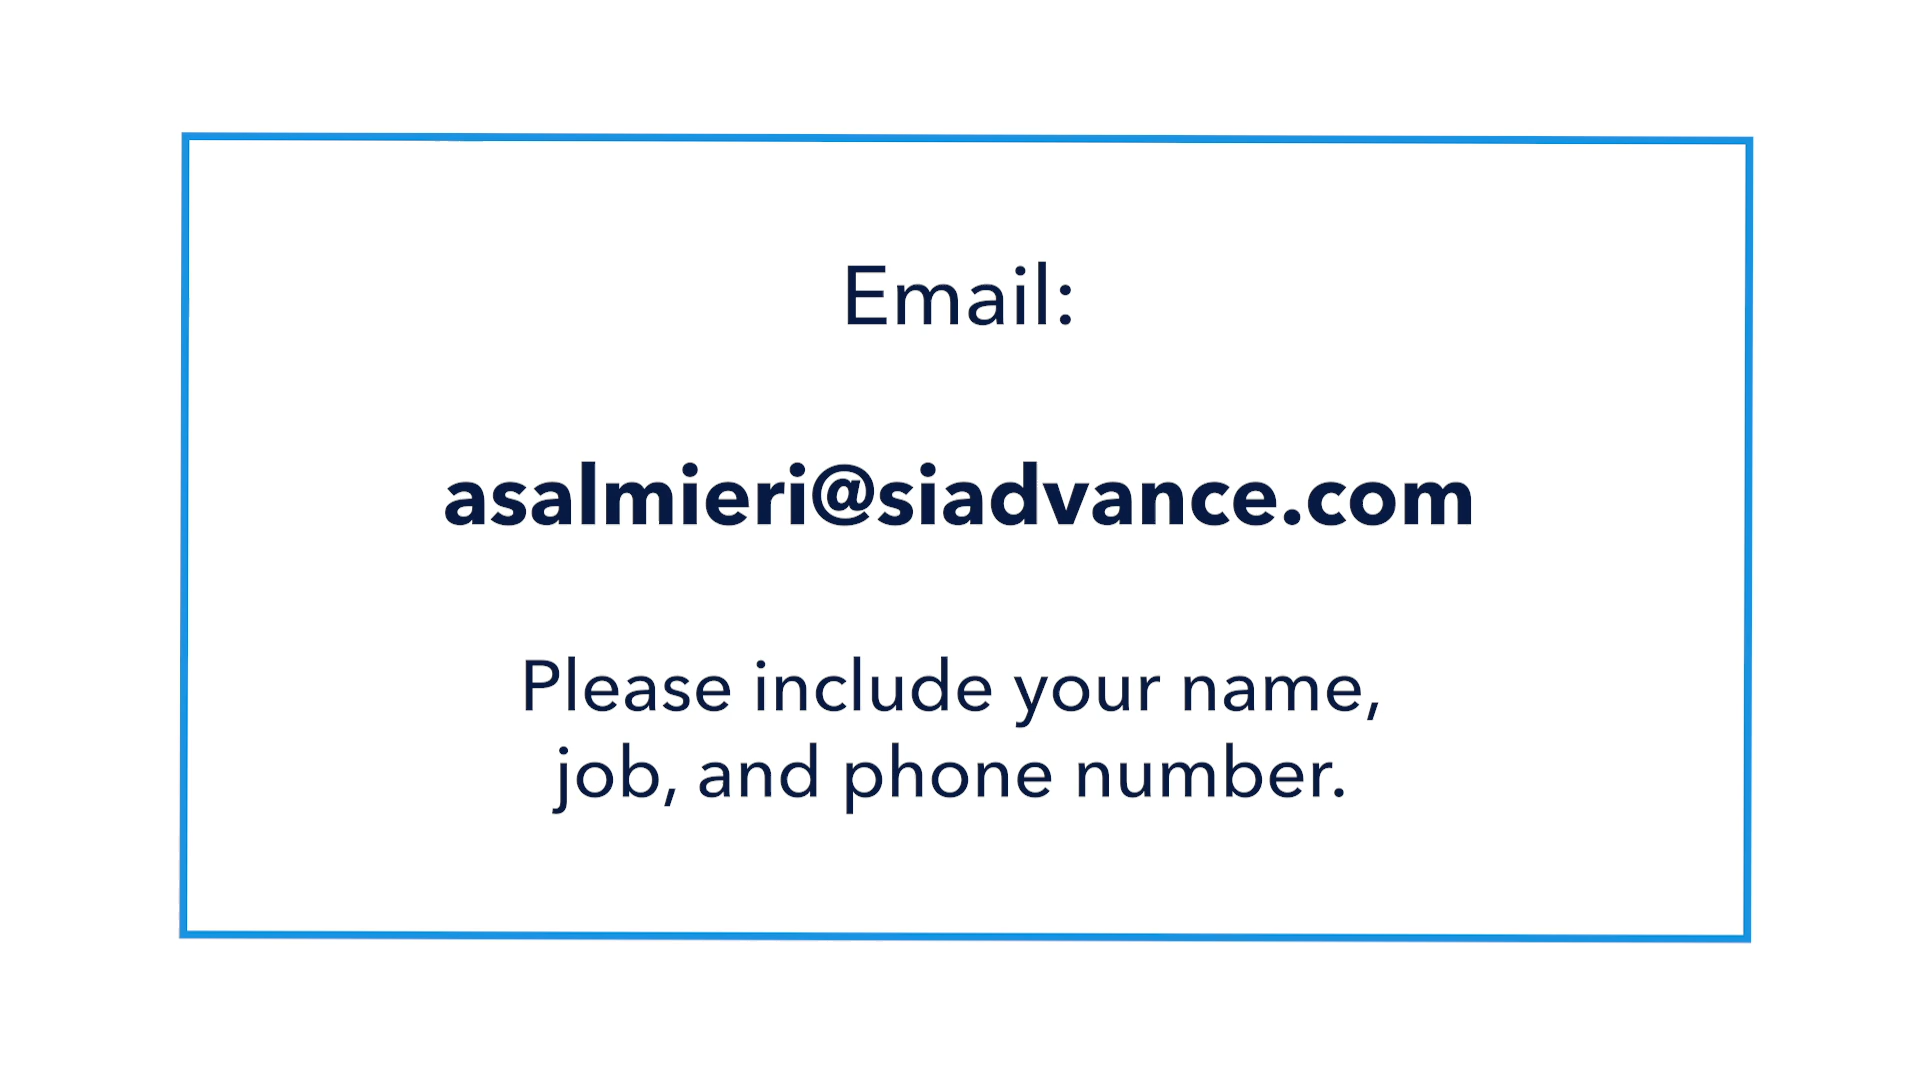 Email:
asalmieri@siadvance.com
Please include your name,
job, and phone number.